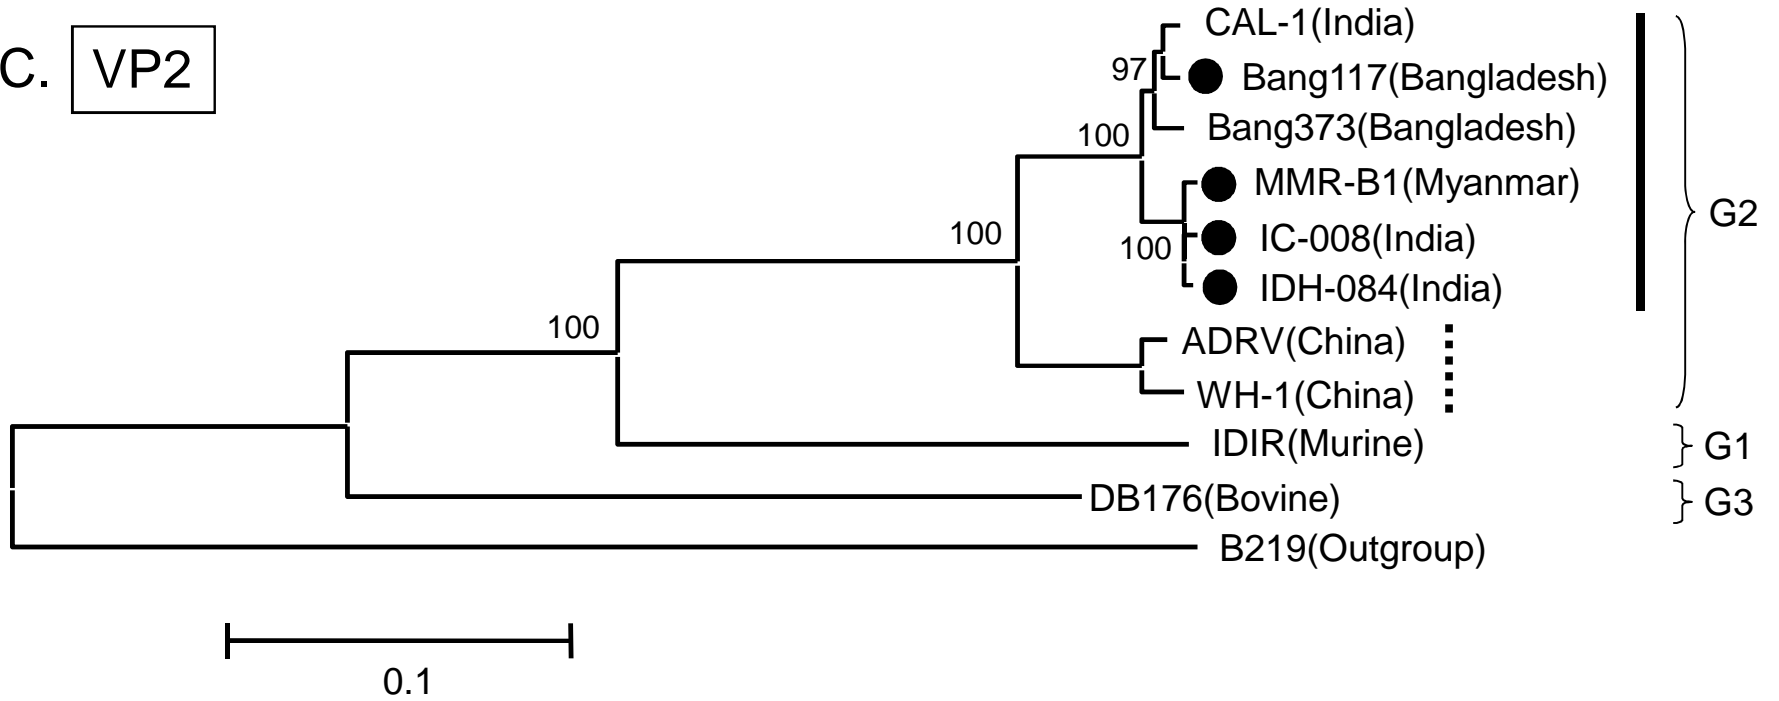 C. VP2
CAL-1(India)
97
Bang117(Bangladesh)
Bang373(Bangladesh)
100
MMR-B1(Myanmar)
G2
100
IC-008(India)
100
IDH-084(India)
100
ADRV(China)
WH-1(China)
IDIR(Murine)
G1
DB176(Bovine)
G3
B219(Outgroup)
0.1